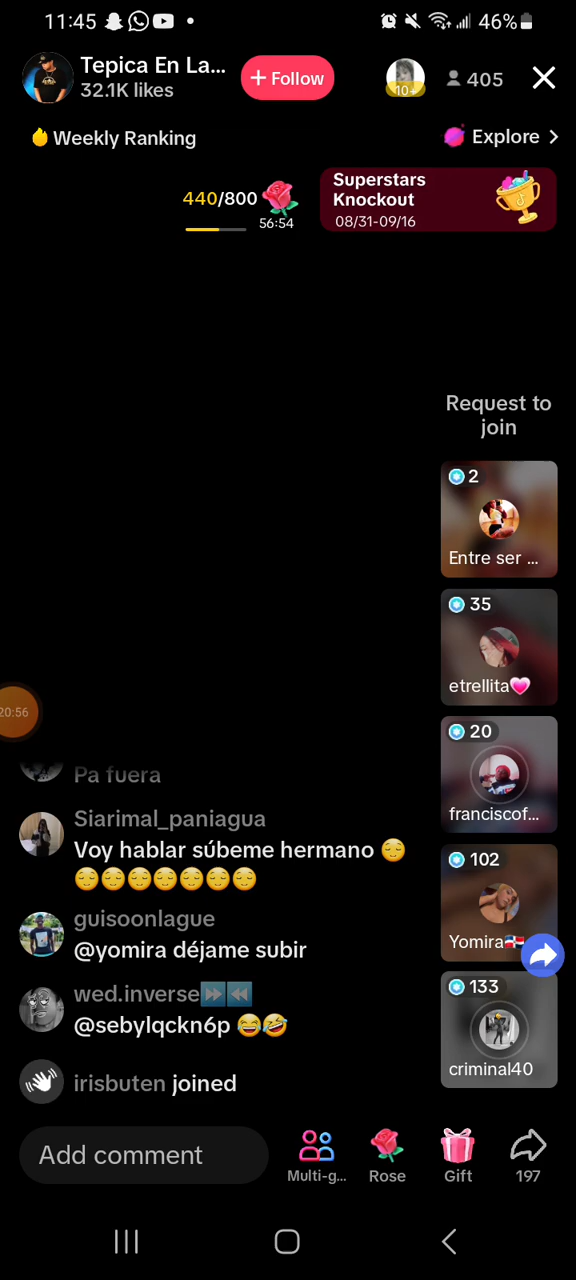 11:45 46%
Tepica En La...
32.1K likes
+ Follow
10+
405
Weekly Ranking
Explore >
440/800
56:54
Superstars
Knockout
08/31-09/16
Request to
join
2
Entre ser ...
35
etrellita💗
20
franciscof...
102
Yomira🇩🇴
133
criminal40
20:56
Pa fuera
Siarimal_paniagua
Voy hablar súbeme hermano 😌
😌😌😌😌😌😌😌
guisoonlague
@yomira déjame subir
wed.inverse⏩⏪
@sebylqckn6p 😂🤣
irisbuten joined
Add comment
Multi-g...
Rose
Gift
197